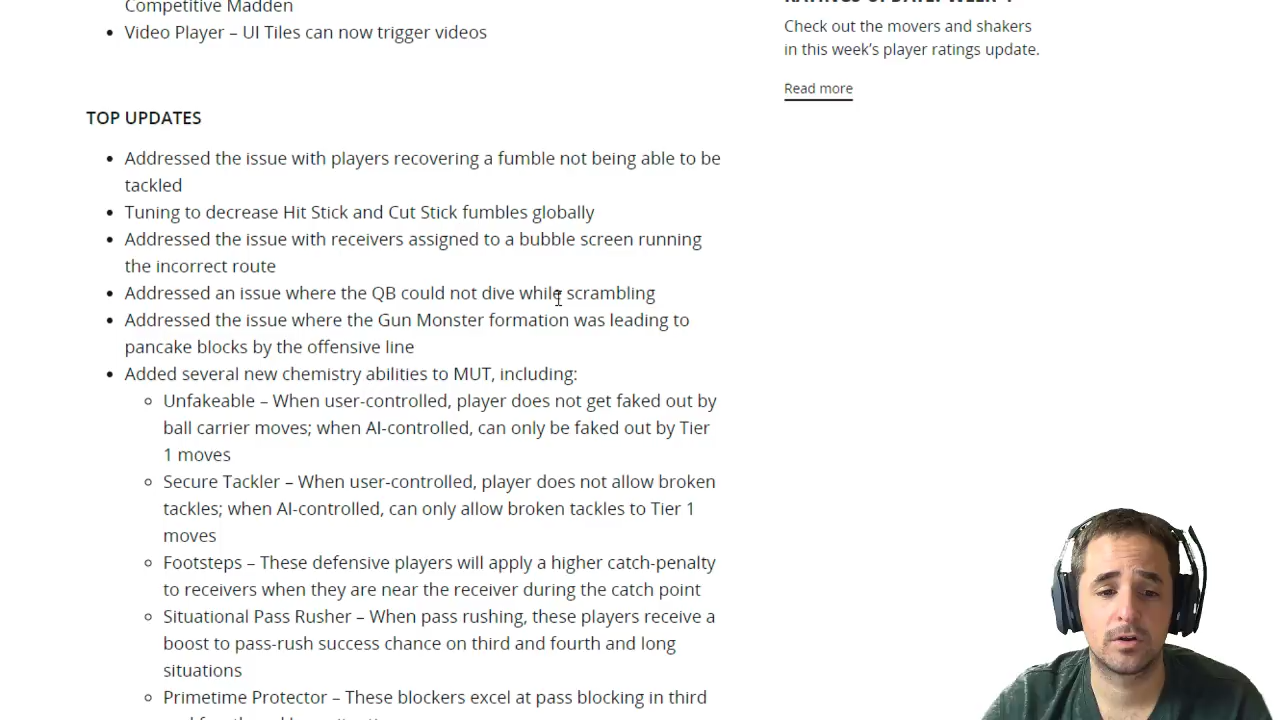 Competitive Madden
• Video Player – UI Tiles can now trigger videos
Check out the movers and shakers
in this week's player ratings update.
Read more
TOP UPDATES
• Addressed the issue with players recovering a fumble not being able to be
tackled
• Tuning to decrease Hit Stick and Cut Stick fumbles globally
• Addressed the issue with receivers assigned to a bubble screen running
the incorrect route
• Addressed an issue where the QB could not dive while scrambling
• Addressed the issue where the Gun Monster formation was leading to
pancake blocks by the offensive line
• Added several new chemistry abilities to MUT, including:
◦ Unfakeable – When user-controlled, player does not get faked out by
ball carrier moves; when AI-controlled, can only be faked out by Tier
1 moves
◦ Secure Tackler – When user-controlled, player does not allow broken
tackles; when AI-controlled, can only allow broken tackles to Tier 1
moves
◦ Footsteps – These defensive players will apply a higher catch-penalty
to receivers when they are near the receiver during the catch point
◦ Situational Pass Rusher – When pass rushing, these players receive a
boost to pass-rush success chance on third and fourth and long
situations
◦ Primetime Protector – These blockers excel at pass blocking in third